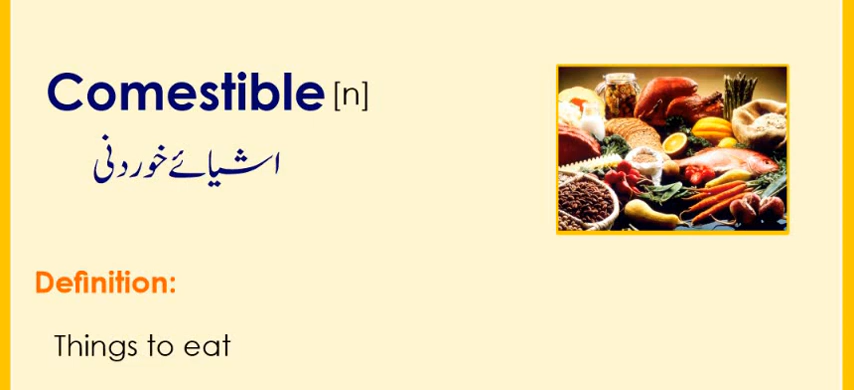 Comestible [n]
اشیائے خوردنی
Definition:
Things to eat